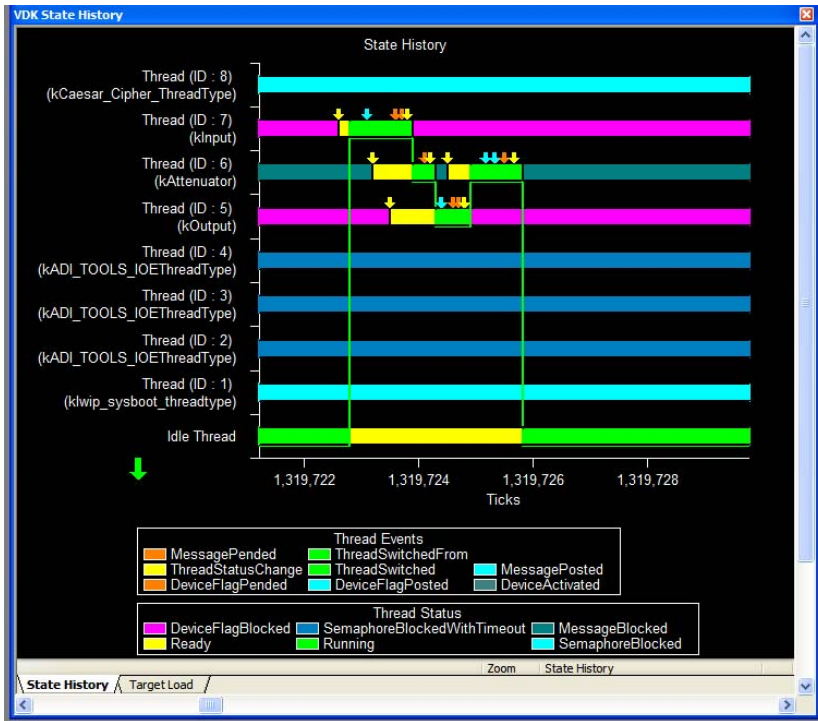 VDK State History
State History
Thread (ID : 8)
(kCaesar_Cipher_ThreadType)
Thread (ID : 7)
(kInput)
Thread (ID : 6)
(kAttenuator)
Thread (ID : 5)
(kOutput)
Thread (ID : 4)
(kADI_TOOLS_IOEThreadType)
Thread (ID : 3)
(kADI_TOOLS_IOEThreadType)
Thread (ID : 2)
(kADI_TOOLS_IOEThreadType)
Thread (ID : 1)
(klwip_sysboot_threadtype)
Idle Thread
1,319,722 1,319,724 1,319,726 1,319,728
Ticks
Thread Events
MessagePended ThreadSwitchedFrom
ThreadStatusChange ThreadSwitched MessagePosted
DeviceFlagPended DeviceFlagPosted DeviceActivated
Thread Status
DeviceFlagBlocked SemaphoreBlockedWithTimeout MessageBlocked
Ready Running SemaphoreBlocked
Zoom State History
State History Target Load